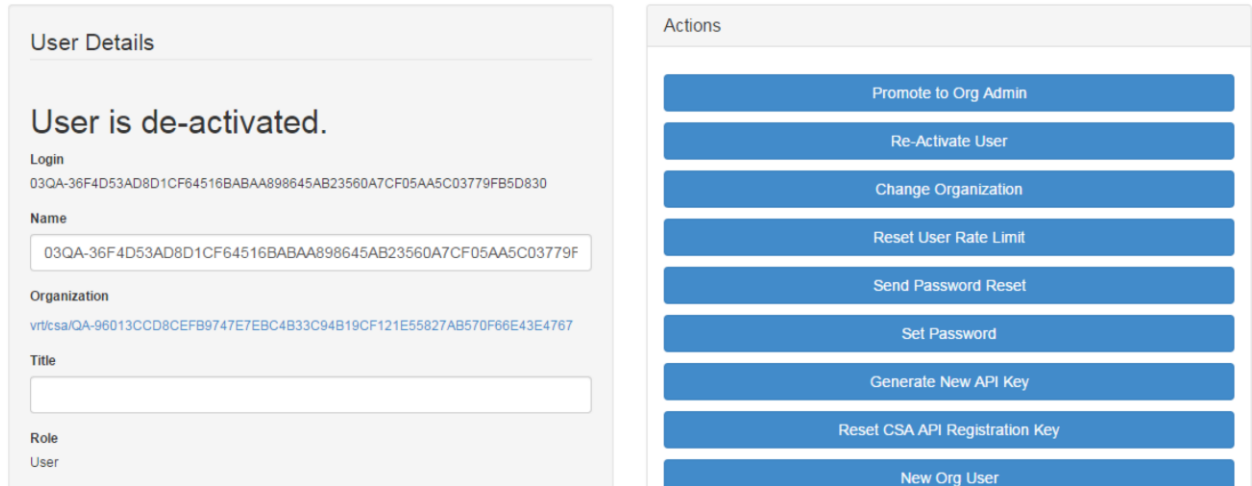 User Details
User is de-activated.
Login
03QA-36F4D53AD8D1CF64516BABAA898645AB23560A7CF05AA5C03779FB5D830
Name
03QA-36F4D53AD8D1CF64516BABAA898645AB23560A7CF05AA5C03779F
Organization
vrt/csa/QA-96013CCD8CEFB9747E7EBC4B33C94B19CF121E55827AB570F66E43E4767
Title
Role
User
Actions
Promote to Org Admin
Re-Activate User
Change Organization
Reset User Rate Limit
Send Password Reset
Set Password
Generate New API Key
Reset CSA API Registration Key
New Org User